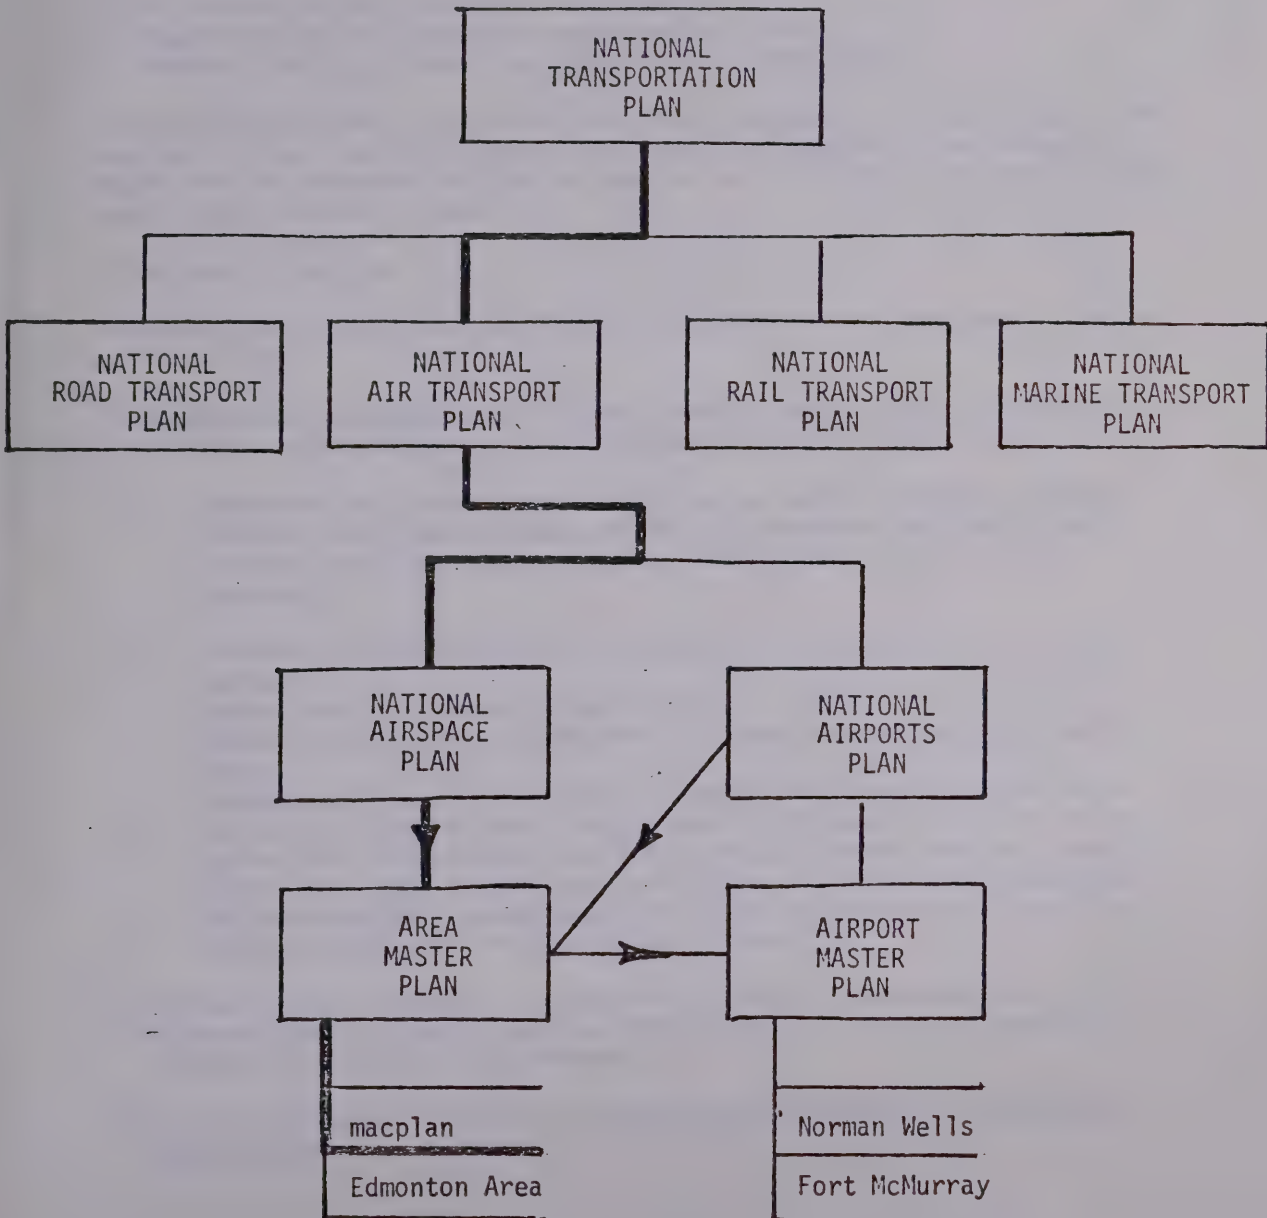 NATIONAL
TRANSPORTATION
PLAN
NATIONAL
ROAD TRANSPORT
PLAN
NATIONAL
AIR TRANSPORT
PLAN
NATIONAL
RAIL TRANSPORT
PLAN
NATIONAL
MARINE TRANSPORT
PLAN
NATIONAL
AIRSPACE
PLAN
NATIONAL
AIRPORTS
PLAN
AREA
MASTER
PLAN
AIRPORT
MASTER
PLAN
macplan
Edmonton Area
Norman Wells
Fort McMurray